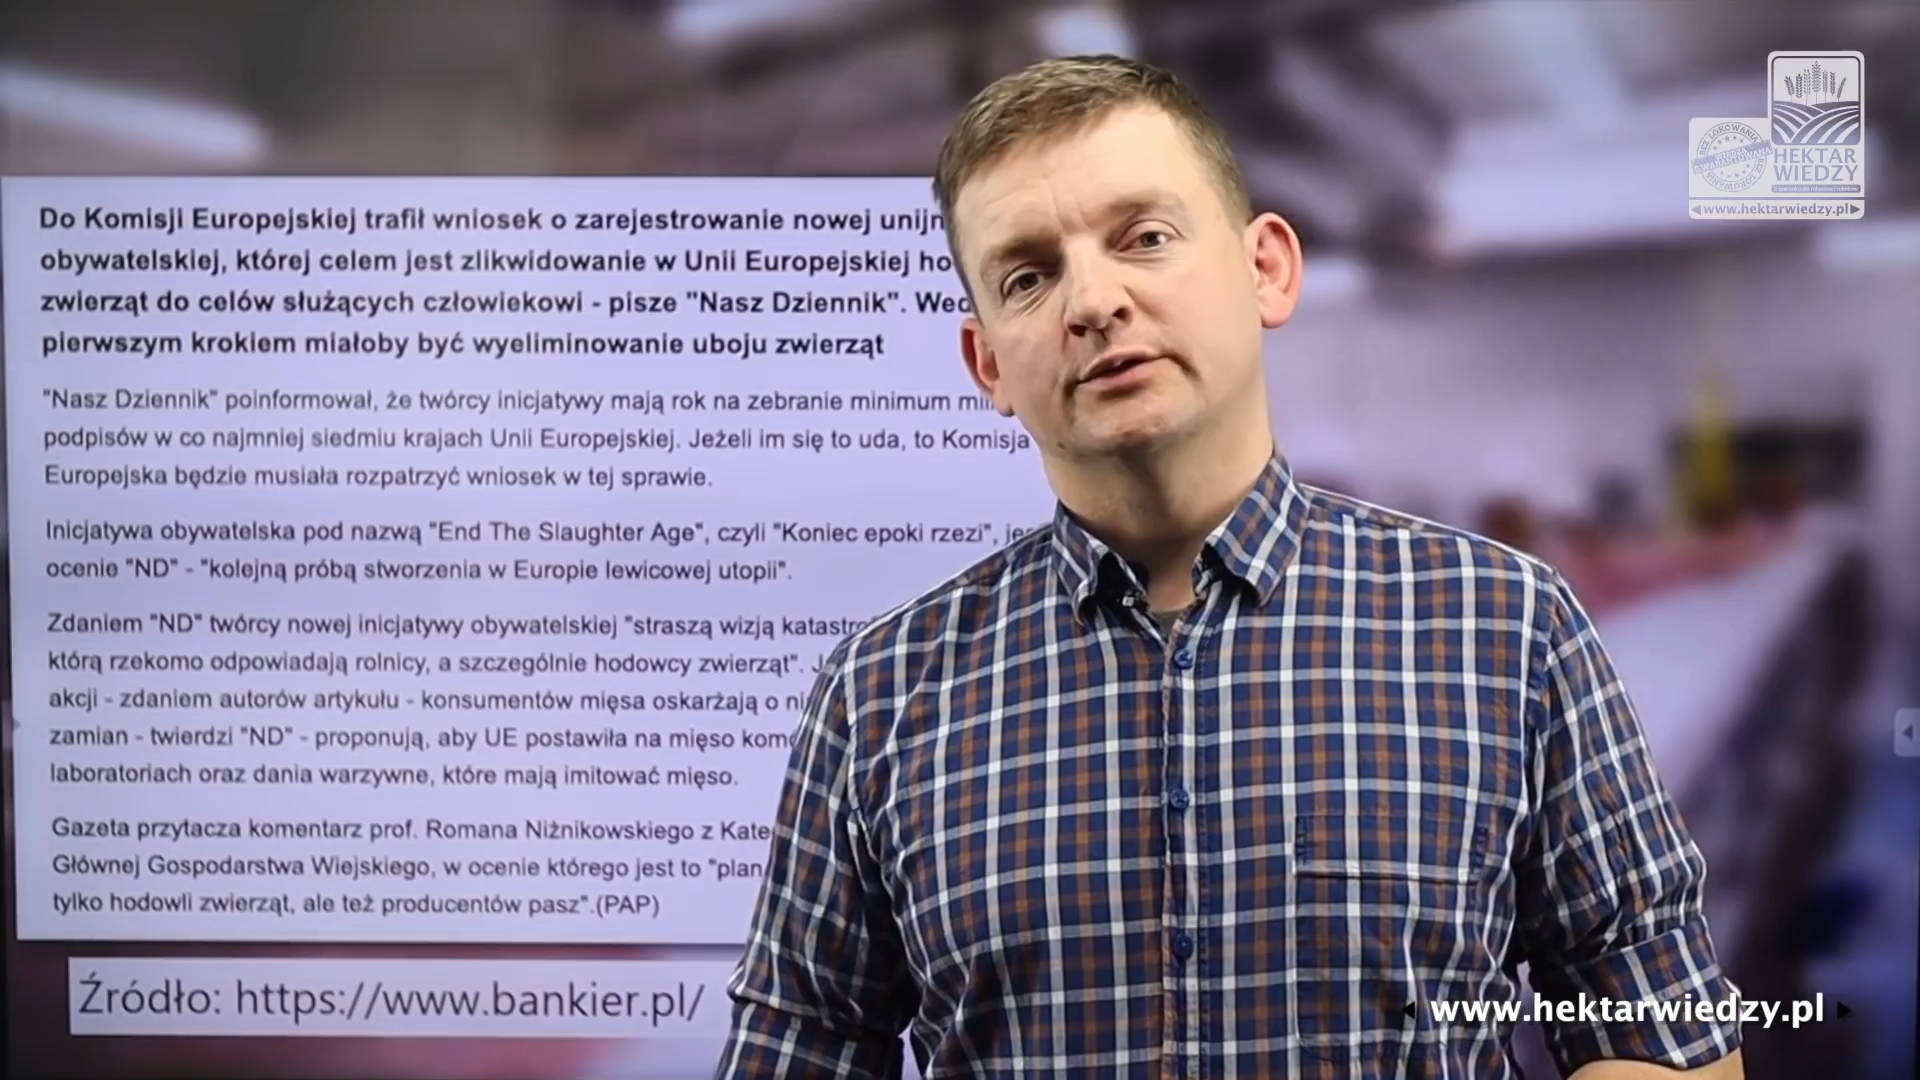 Do Komisji Europejskiej trafił wniosek o zarejestrowanie nowej unijn
obywatelskiej, której celem jest zlikwidowanie w Unii Europejskiej ho
zwierząt do celów służących człowiekowi - pisze "Nasz Dziennik". Wed
pierwszym krokiem miałoby być wyeliminowanie uboju zwierząt
"Nasz Dziennik" poinformował, że twórcy inicjatywy mają rok na zebranie minimum mili
podpisów w co najmniej siedmiu krajach Unii Europejskiej. Jeżeli im się to uda, to Komisja
Europejska będzie musiała rozpatrzyć wniosek w tej sprawie.
Inicjatywa obywatelska pod nazwą "End The Slaughter Age", czyli "Koniec epoki rzezi", je
ocenie "ND" - "kolejną próbą stworzenia w Europie lewicowej utopii".
Zdaniem "ND" twórcy nowej inicjatywy obywatelskiej "straszą wizją katastro
którą rzekomo odpowiadają rolnicy, a szczególnie hodowcy zwierząt". J
akcji - zdaniem autorów artykułu - konsumentów mięsa oskarżają o ni
zamian - twierdzi "ND" - proponują, aby UE postawiła na mięso komó
laboratoriach oraz dania warzywne, które mają imitować mięso.
Gazeta przytacza komentarz prof. Romana Niżnikowskiego z Kate
Głównej Gospodarstwa Wiejskiego, w ocenie którego jest to "plan
tylko hodowli zwierząt, ale też producentów pasz".(PAP)
Źródło: https://www.bankier.pl/
HEKTAR
WIEDZY
www.hektarwiedzy.pl
www.hektarwiedzy.pl